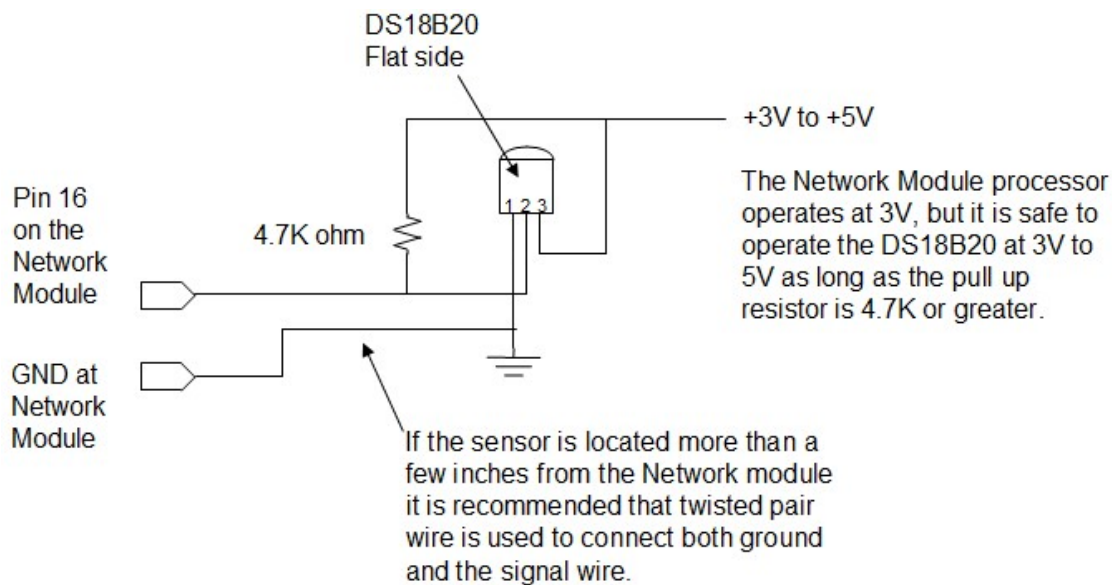 DS18B20
Flat side
+3V to +5V
Pin 16
on the
Network
Module
4.7K ohm
1 2 3
The Network Module processor
operates at 3V, but it is safe to
operate the DS18B20 at 3V to
5V as long as the pull up
resistor is 4.7K or greater.
GND at
Network
Module
If the sensor is located more than a
few inches from the Network module
it is recommended that twisted pair
wire is used to connect both ground
and the signal wire.